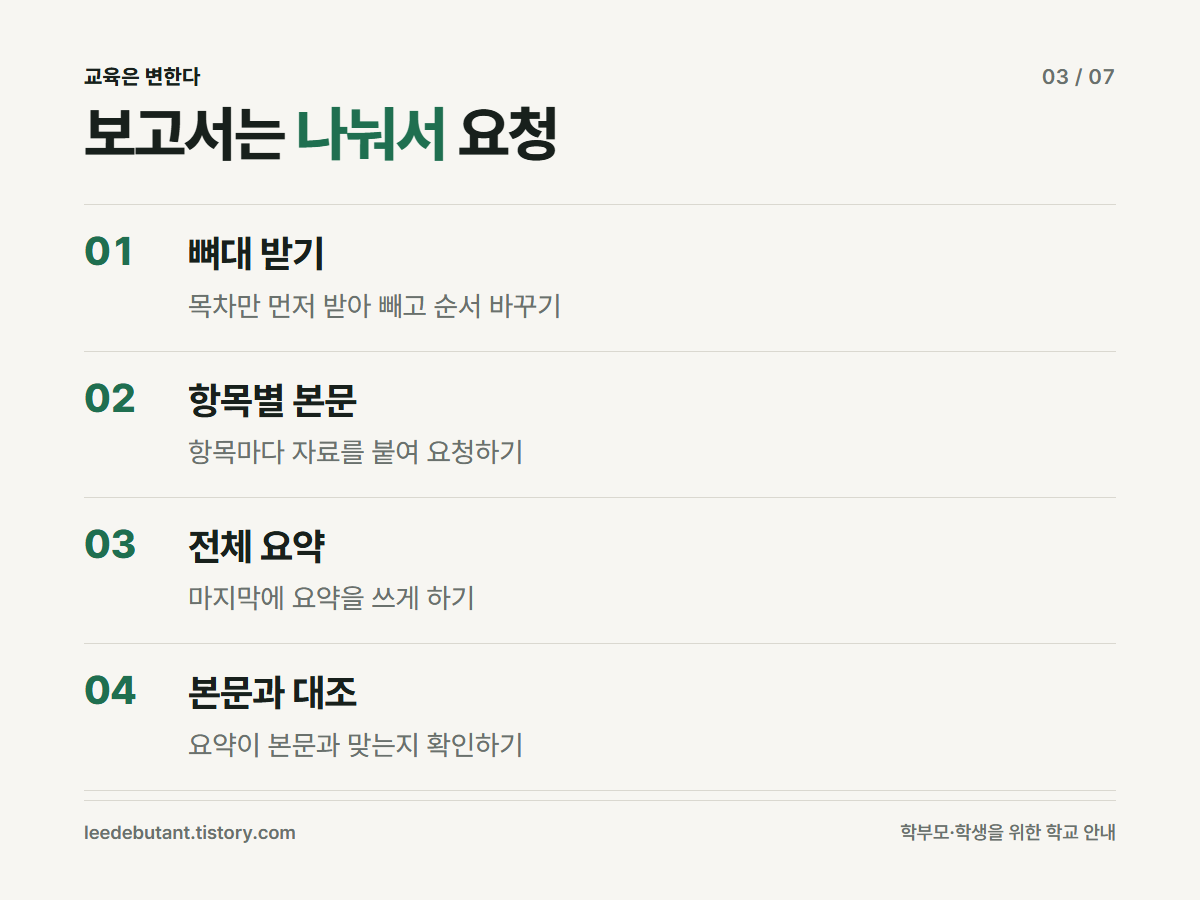 교육은 변한다
03 / 07
보고서는 나눠서 요청
01
뼈대 받기
목차만 먼저 받아 빼고 순서 바꾸기
02
항목별 본문
항목마다 자료를 붙여 요청하기
03
전체 요약
마지막에 요약을 쓰게 하기
04
본문과 대조
요약이 본문과 맞는지 확인하기
leedebutant.tistory.com
학부모·학생을 위한 학교 안내